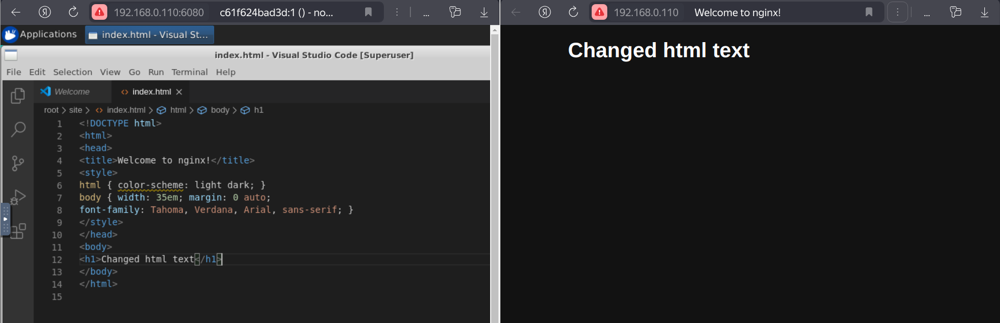 192.168.0.110:6080 c61f624bad3d:1 () - no... ...
Applications index.html - Visual St...
index.html - Visual Studio Code [Superuser]
File Edit Selection View Go Run Terminal Help
Welcome index.html
root > site > <> index.html > html > body > h1
1 <!DOCTYPE html>
2 <html>
3 <head>
4 <title>Welcome to nginx!</title>
5 <style>
6 html { color-scheme: light dark; }
7 body { width: 35em; margin: 0 auto;
8 font-family: Tahoma, Verdana, Arial, sans-serif; }
9 </style>
10 </head>
11 <body>
12 <h1>Changed html text</h1>
13 </body>
14 </html>
15
192.168.0.110 Welcome to nginx! ...
Changed html text